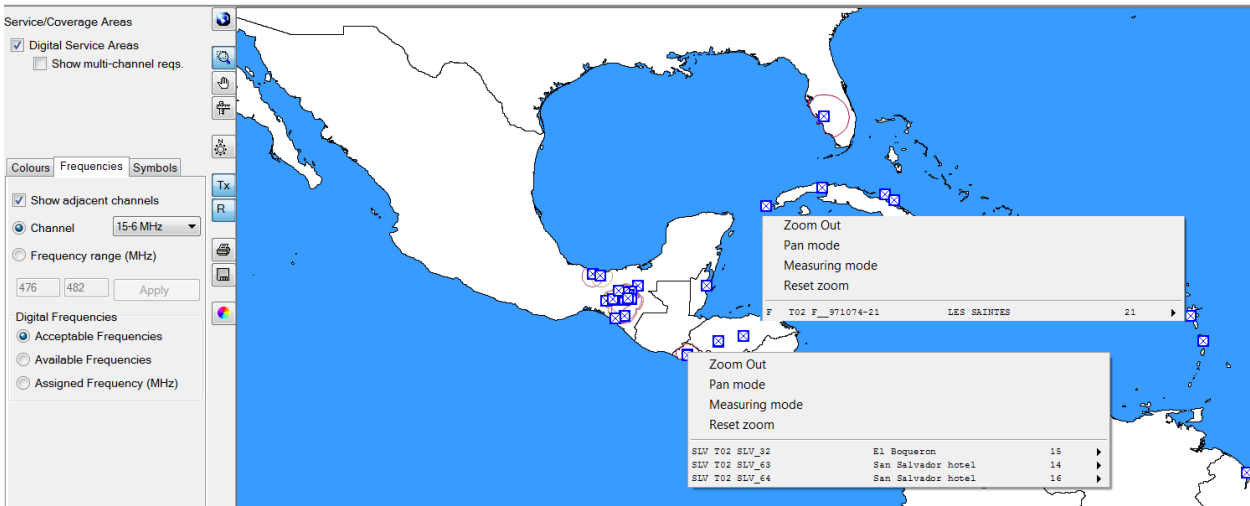 Service/Coverage Areas
Digital Service Areas
Show multi-channel reqs.
Colours Frequencies Symbols
Show adjacent channels
Channel 15-6 MHz
Frequency range (MHz)
476 482 Apply
Digital Frequencies
Acceptable Frequencies
Available Frequencies
Assigned Frequency (MHz)
N
Tx
R
Zoom Out
Pan mode
Measuring mode
Reset zoom
F T02 F__971074-21 LES SAINTES 21
Zoom Out
Pan mode
Measuring mode
Reset zoom
SLV T02 SLV_32 El Boqueron 15
SLV T02 SLV_63 San Salvador hotel 14
SLV T02 SLV_64 San Salvador hotel 16